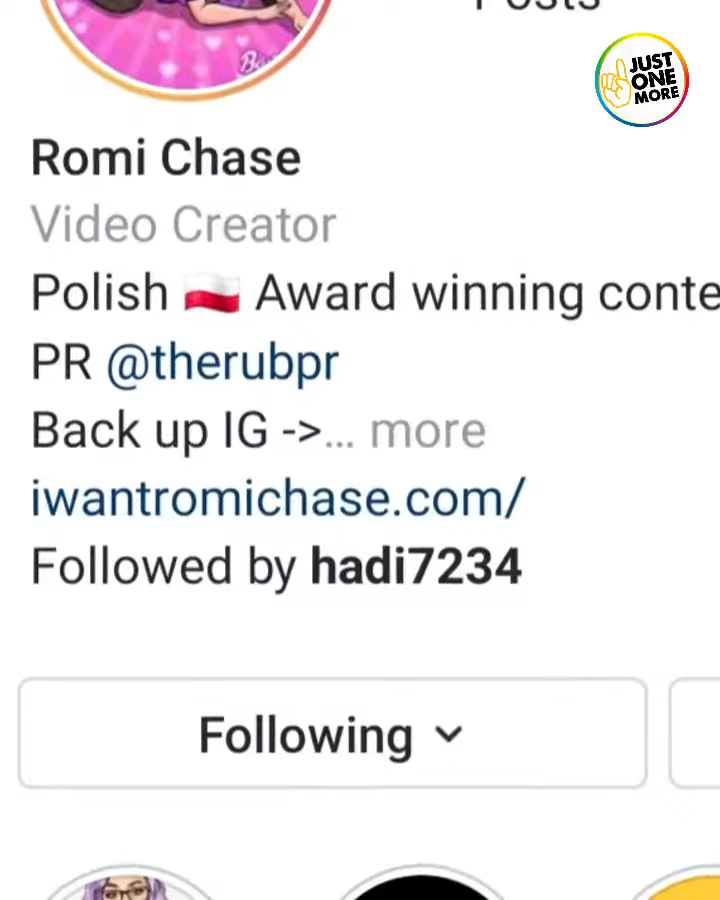 Posts
JUST
ONE
MORE
Romi Chase
Video Creator
Polish 🇵🇱 Award winning conte
PR @therubpr
Back up IG ->... more
iwantromichase.com/
Followed by hadi7234
Following